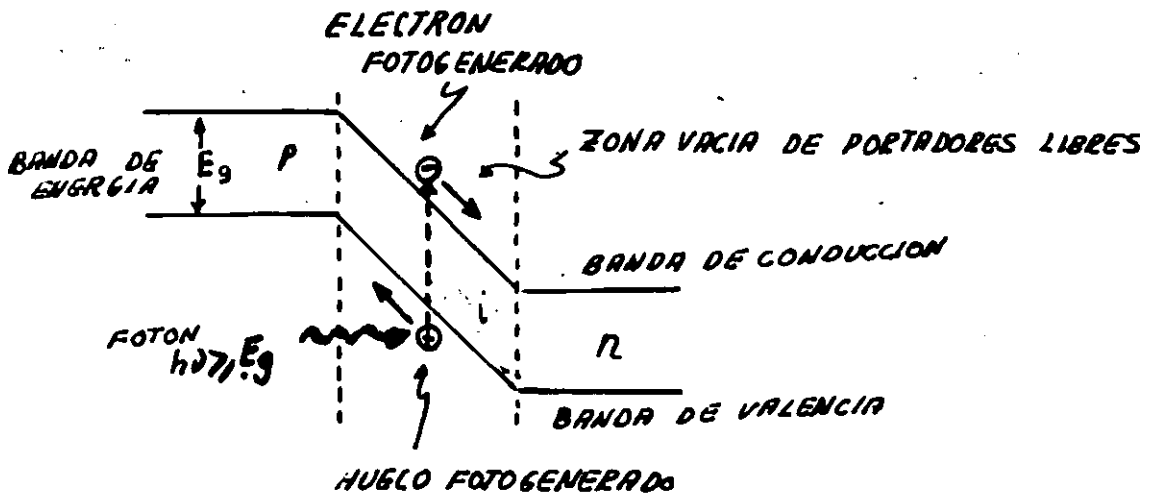 ELECTRON
FOTOGENERADO
ZONA VACIA DE PORTADORES LIBRES
BANDA DE
ENERGIA
Eg
P
BANDA DE CONDUCCION
i
FOTON
hν≥Eg
n
BANDA DE VALENCIA
HUECO FOTOGENERADO